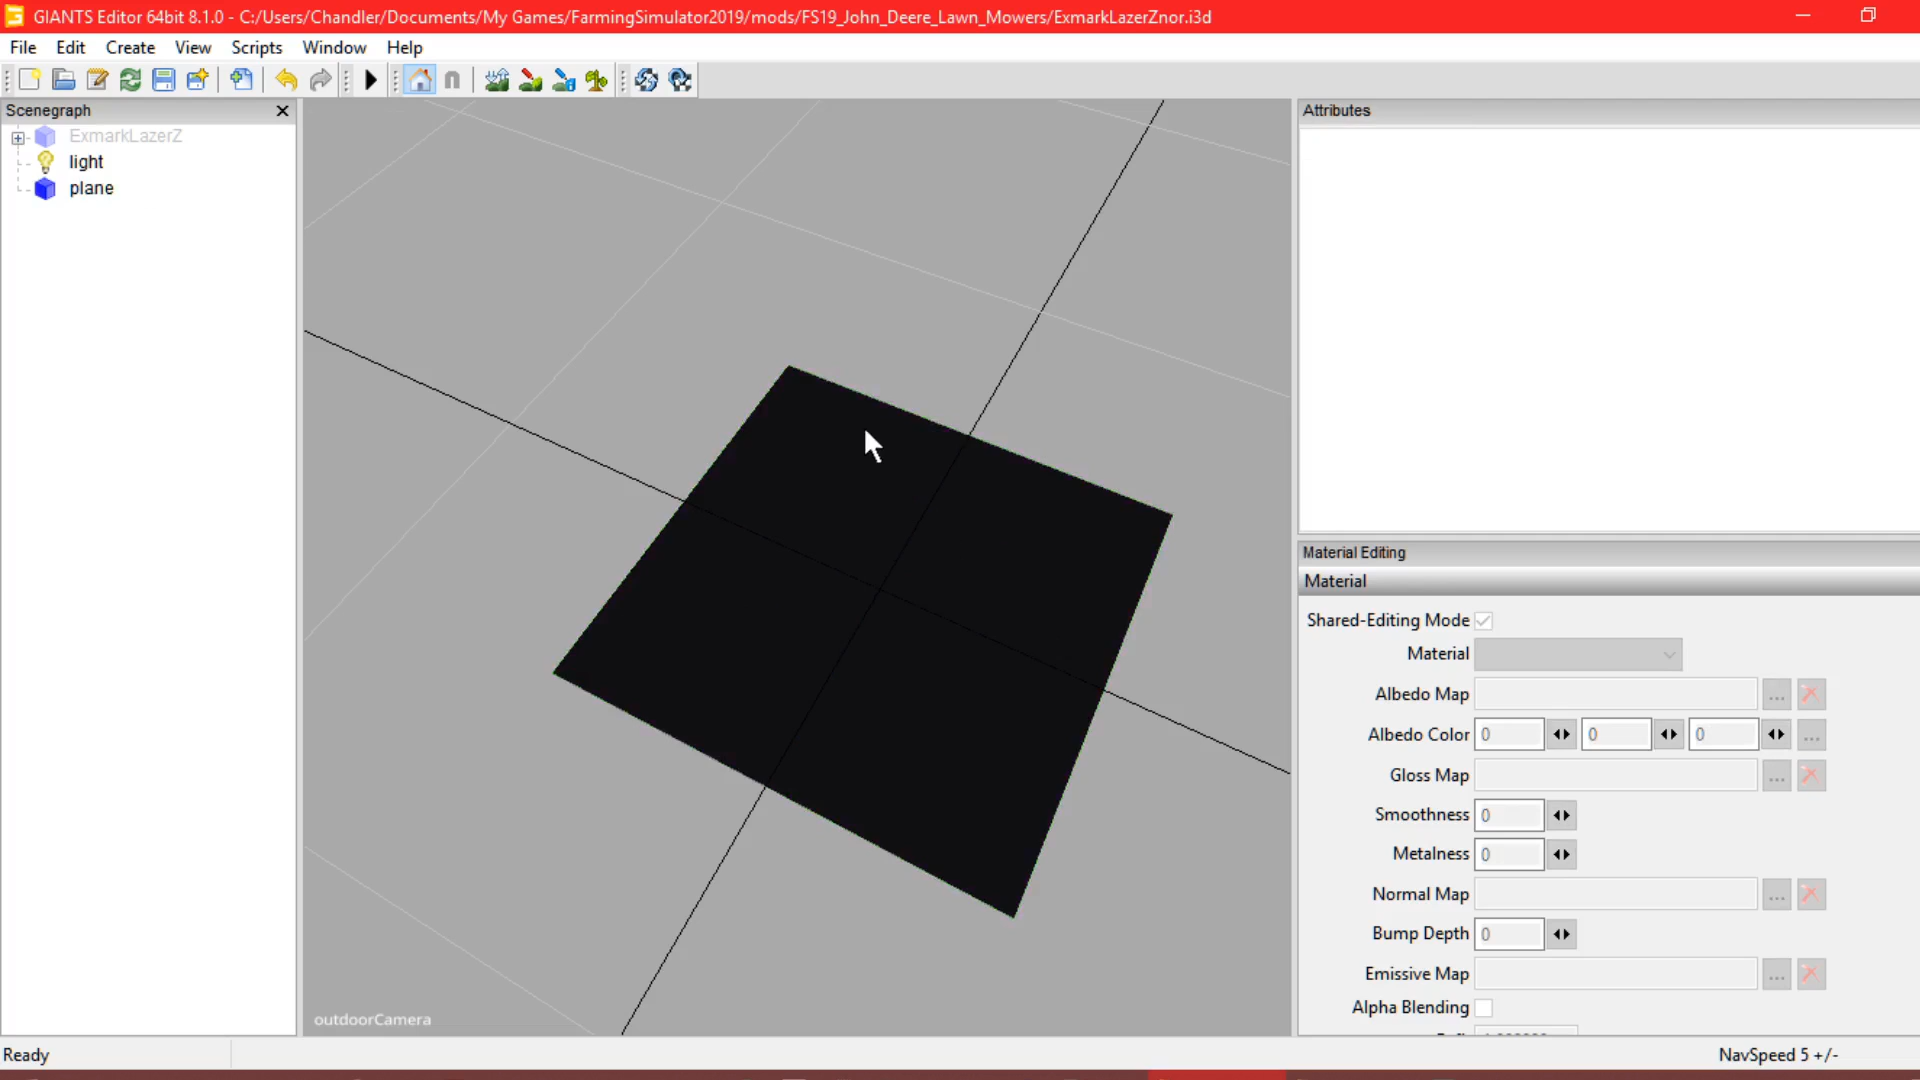 GIANTS Editor 64bit 8.1.0 - C:/Users/Chandler/Documents/My Games/FarmingSimulator2019/mods/FS19_John_Deere_Lawn_Mowers/ExmarkLazerZnor.i3d
File Edit Create View Scripts Window Help
Scenegraph
ExmarkLazerZ
light
plane
outdoorCamera
Attributes
Material Editing
Material
Shared-Editing Mode
Material
Albedo Map ...
Albedo Color 0 0 0 ...
Gloss Map ...
Smoothness 0
Metalness 0
Normal Map ...
Bump Depth 0
Emissive Map ...
Alpha Blending
Ready
NavSpeed 5 +/-